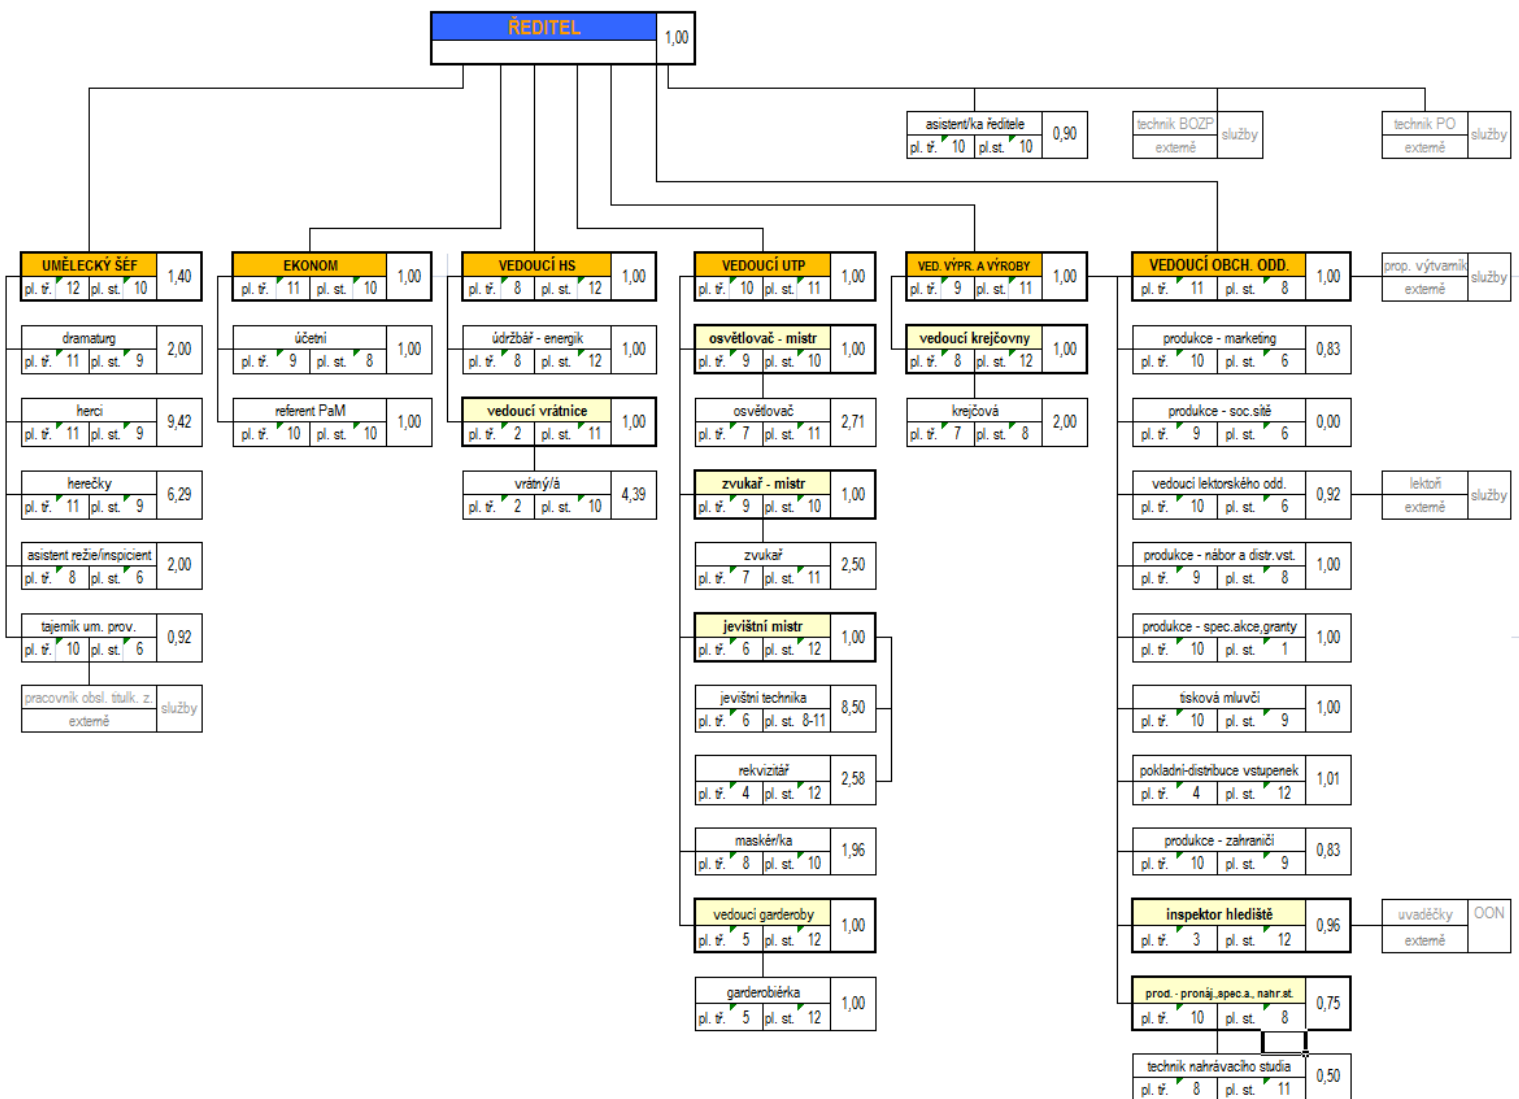 ŘEDITEL
1,00
asistent/ka ředitele
0,90
pl. tř. 10 pl.st. 10
technik BOZP
služby
externě
technik PO
služby
externě
UMĚLECKÝ ŠÉF
1,40
pl. tř. 12 pl. st. 10
dramaturg
2,00
pl. tř. 11 pl. st. 9
herci
9,42
pl. tř. 11 pl. st. 9
herečky
6,29
pl. tř. 11 pl. st. 9
asistent režie/inspicient
2,00
pl. tř. 8 pl. st. 6
tajemík um. prov.
0,92
pl. tř. 10 pl. st. 6
pracovník obsl. titulk. z.
služby
externě
EKONOM
1,00
pl. tř. 11 pl. st. 10
účetní
1,00
pl. tř. 9 pl. st. 8
referent PaM
1,00
pl. tř. 10 pl. st. 10
VEDOUCÍ HS
1,00
pl. tř. 8 pl. st. 12
údržbář - energik
1,00
pl. tř. 8 pl. st. 12
vedoucí vrátnice
1,00
pl. tř. 2 pl. st. 11
vrátný/á
4,39
pl. tř. 2 pl. st. 10
VEDOUCÍ UTP
1,00
pl. tř. 10 pl. st. 11
osvětlovač - mistr
1,00
pl. tř. 9 pl. st. 10
osvětlovač
2,71
pl. tř. 7 pl. st. 11
zvukař - mistr
1,00
pl. tř. 9 pl. st. 10
zvukař
2,50
pl. tř. 7 pl. st. 11
jevištní mistr
1,00
pl. tř. 6 pl. st. 12
jevištní technika
8,50
pl. tř. 6 pl. st. 8-11
rekvizitář
2,58
pl. tř. 4 pl. st. 12
maskér/ka
1,96
pl. tř. 8 pl. st. 10
vedoucí garderoby
1,00
pl. tř. 5 pl. st. 12
garderobiérka
1,00
pl. tř. 5 pl. st. 12
VED. VÝPR. A VÝROBY
1,00
pl. tř. 9 pl. st. 11
vedoucí krejčovny
1,00
pl. tř. 8 pl. st. 12
krejčová
2,00
pl. tř. 7 pl. st. 8
VEDOUCÍ OBCH. ODD.
1,00
pl. tř. 11 pl. st. 8
prop. výtvarník
služby
externě
produkce - marketing
0,83
pl. tř. 10 pl. st. 6
produkce - soc.sítě
0,00
pl. tř. 9 pl. st. 6
vedoucí lektorského odd.
0,92
pl. tř. 10 pl. st. 6
lektoři
služby
externě
produkce - nábor a distr.vst.
1,00
pl. tř. 9 pl. st. 8
produkce - spec.akce,granty
1,00
pl. tř. 10 pl. st. 1
tisková mluvčí
1,00
pl. tř. 10 pl. st. 9
pokladní-distribuce vstupenek
1,01
pl. tř. 4 pl. st. 12
produkce - zahraničí
0,83
pl. tř. 10 pl. st. 9
inspektor hlediště
0,96
pl. tř. 3 pl. st. 12
uvaděčky
OON
externě
prod. - pronáj.,spec.a., nahr.st.
0,75
pl. tř. 10 pl. st. 8
technik nahrávacího studia
0,50
pl. tř. 8 pl. st. 11